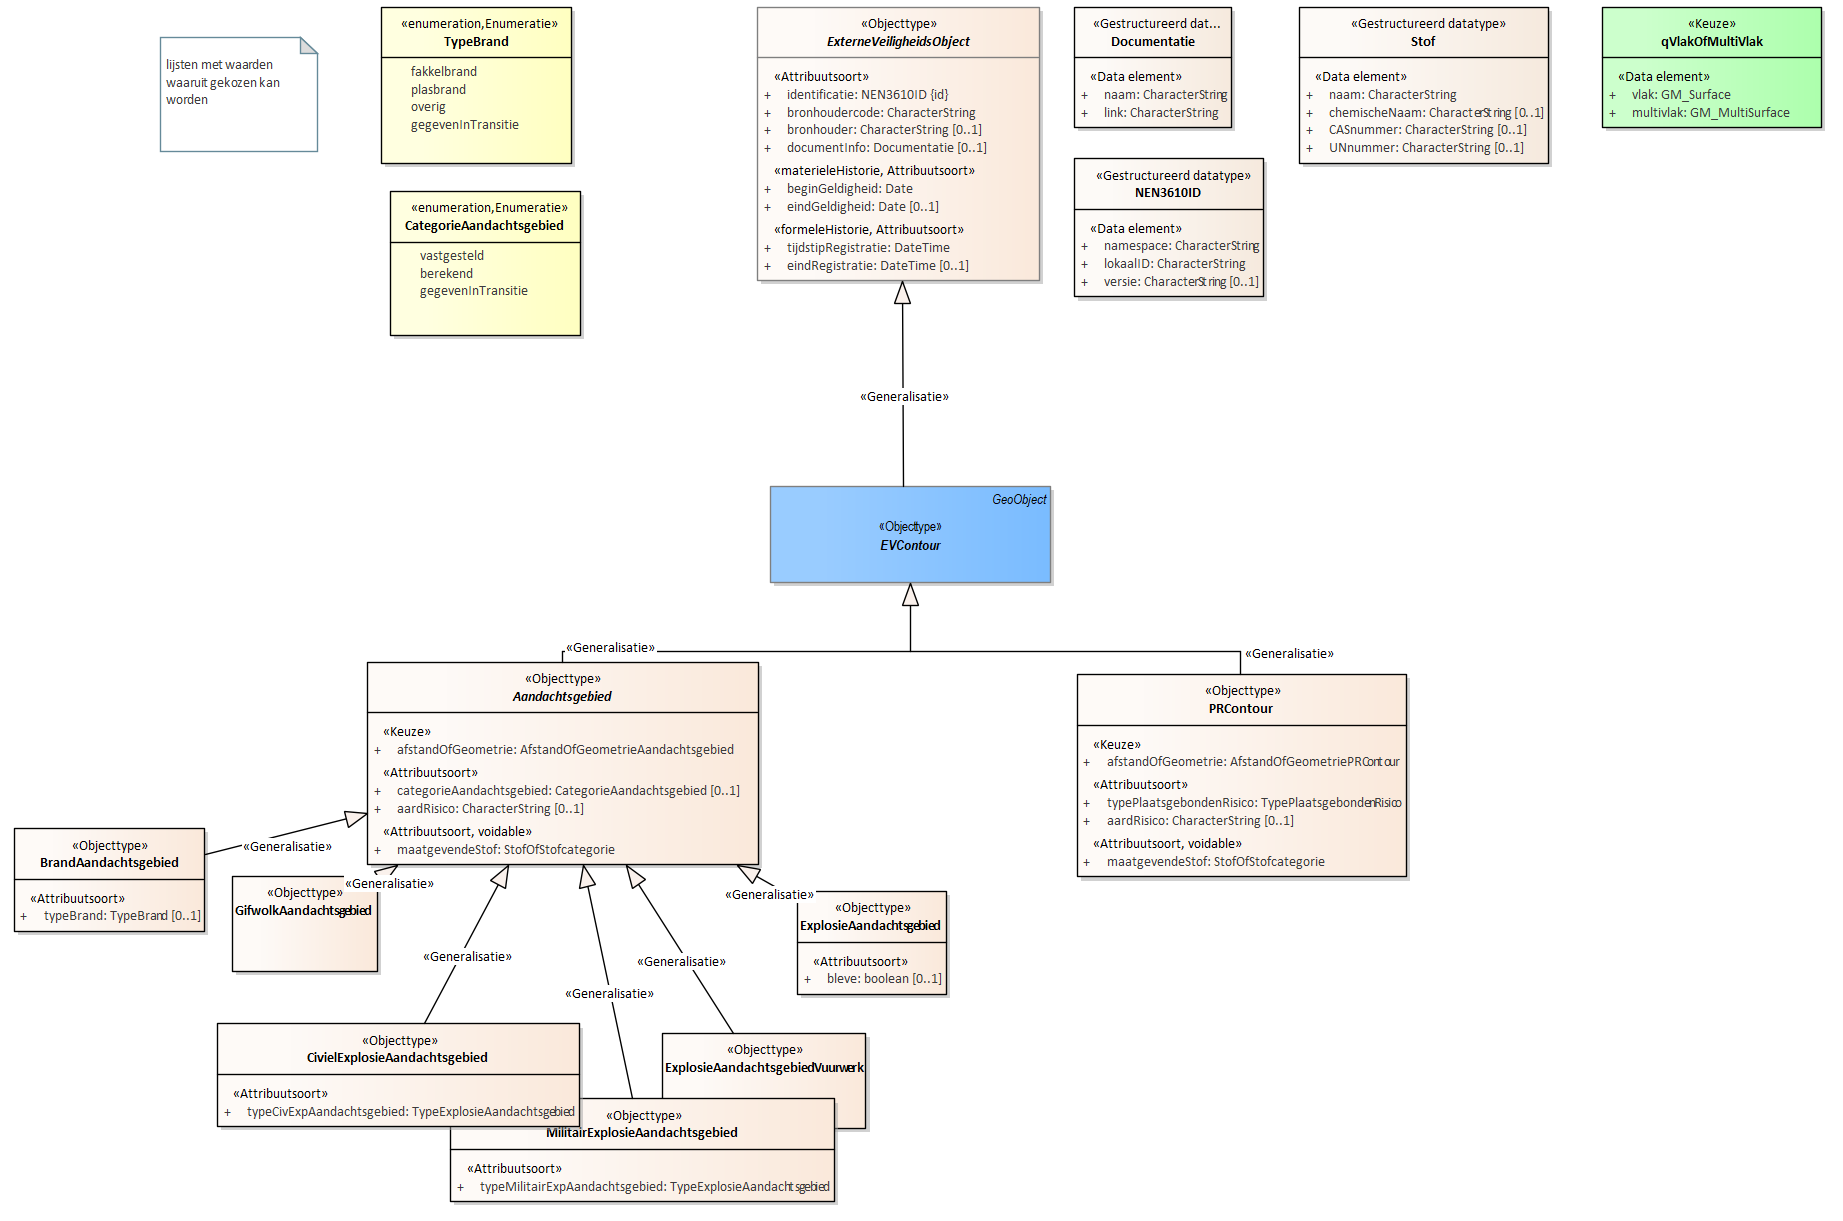 lijsten met waarden
waaruit gekozen kan
worden
«enumeration,Enumeratie»
TypeBrand
fakkelbrand
plasbrand
overig
gegevenInTransitie
«enumeration,Enumeratie»
CategorieAandachtsgebied
vastgesteld
berekend
gegevenInTransitie
«Objecttype»
ExterneVeiligheidsObject
«Attribuutsoort»
+ identificatie: NEN3610ID {id}
+ bronhoudercode: CharacterString
+ bronhouder: CharacterString [0..1]
+ documentInfo: Documentatie [0..1]
«materieleHistorie, Attribuutsoort»
+ beginGeldigheid: Date
+ eindGeldigheid: Date [0..1]
«formeleHistorie, Attribuutsoort»
+ tijdstipRegistratie: DateTime
+ eindRegistratie: DateTime [0..1]
«Gestructureerd dat...
Documentatie
«Data element»
+ naam: CharacterString
+ link: CharacterString
«Gestructureerd datatype»
NEN3610ID
«Data element»
+ namespace: CharacterString
+ lokaalID: CharacterString
+ versie: CharacterString [0..1]
«Gestructureerd datatype»
Stof
«Data element»
+ naam: CharacterString
+ chemischeNaam: CharacterString [0..1]
+ CASnummer: CharacterString [0..1]
+ UNnummer: CharacterString [0..1]
«Keuze»
qVlakOfMultiVlak
«Data element»
+ vlak: GM_Surface
+ multivlak: GM_MultiSurface
«Generalisatie»
GeoObject
«Objecttype»
EVContour
«Generalisatie»
«Generalisatie»
«Objecttype»
Aandachtsgebied
«Keuze»
+ afstandOfGeometrie: AfstandOfGeometrieAandachtsgebied
«Attribuutsoort»
+ categorieAandachtsgebied: CategorieAandachtsgebied [0..1]
+ aardRisico: CharacterString [0..1]
«Attribuutsoort, voidable»
+ maatgevendeStof: StofOfStofcategorie
«Objecttype»
PRContour
«Keuze»
+ afstandOfGeometrie: AfstandOfGeometriePRContour
«Attribuutsoort»
+ typePlaatsgebondenRisico: TypePlaatsgebondenRisico
+ aardRisico: CharacterString [0..1]
«Attribuutsoort, voidable»
+ maatgevendeStof: StofOfStofcategorie
«Objecttype»
BrandAandachtsgebied
«Attribuutsoort»
+ typeBrand: TypeBrand [0..1]
«Generalisatie»
«Objecttype»
GifwolkAandachtsgebied
«Generalisatie»
«Generalisatie»
«Generalisatie»
«Generalisatie»
«Generalisatie»
«Objecttype»
ExplosieAandachtsgebied
«Attribuutsoort»
+ bleve: boolean [0..1]
«Objecttype»
CivielExplosieAandachtsgebied
«Attribuutsoort»
+ typeCivExpAandachtsgebied: TypeExplosieAandachtsgebied
«Objecttype»
ExplosieAandachtsgebiedVuurwerk
«Objecttype»
MilitairExplosieAandachtsgebied
«Attribuutsoort»
+ typeMilitairExpAandachtsgebied: TypeExplosieAandachtsgebied